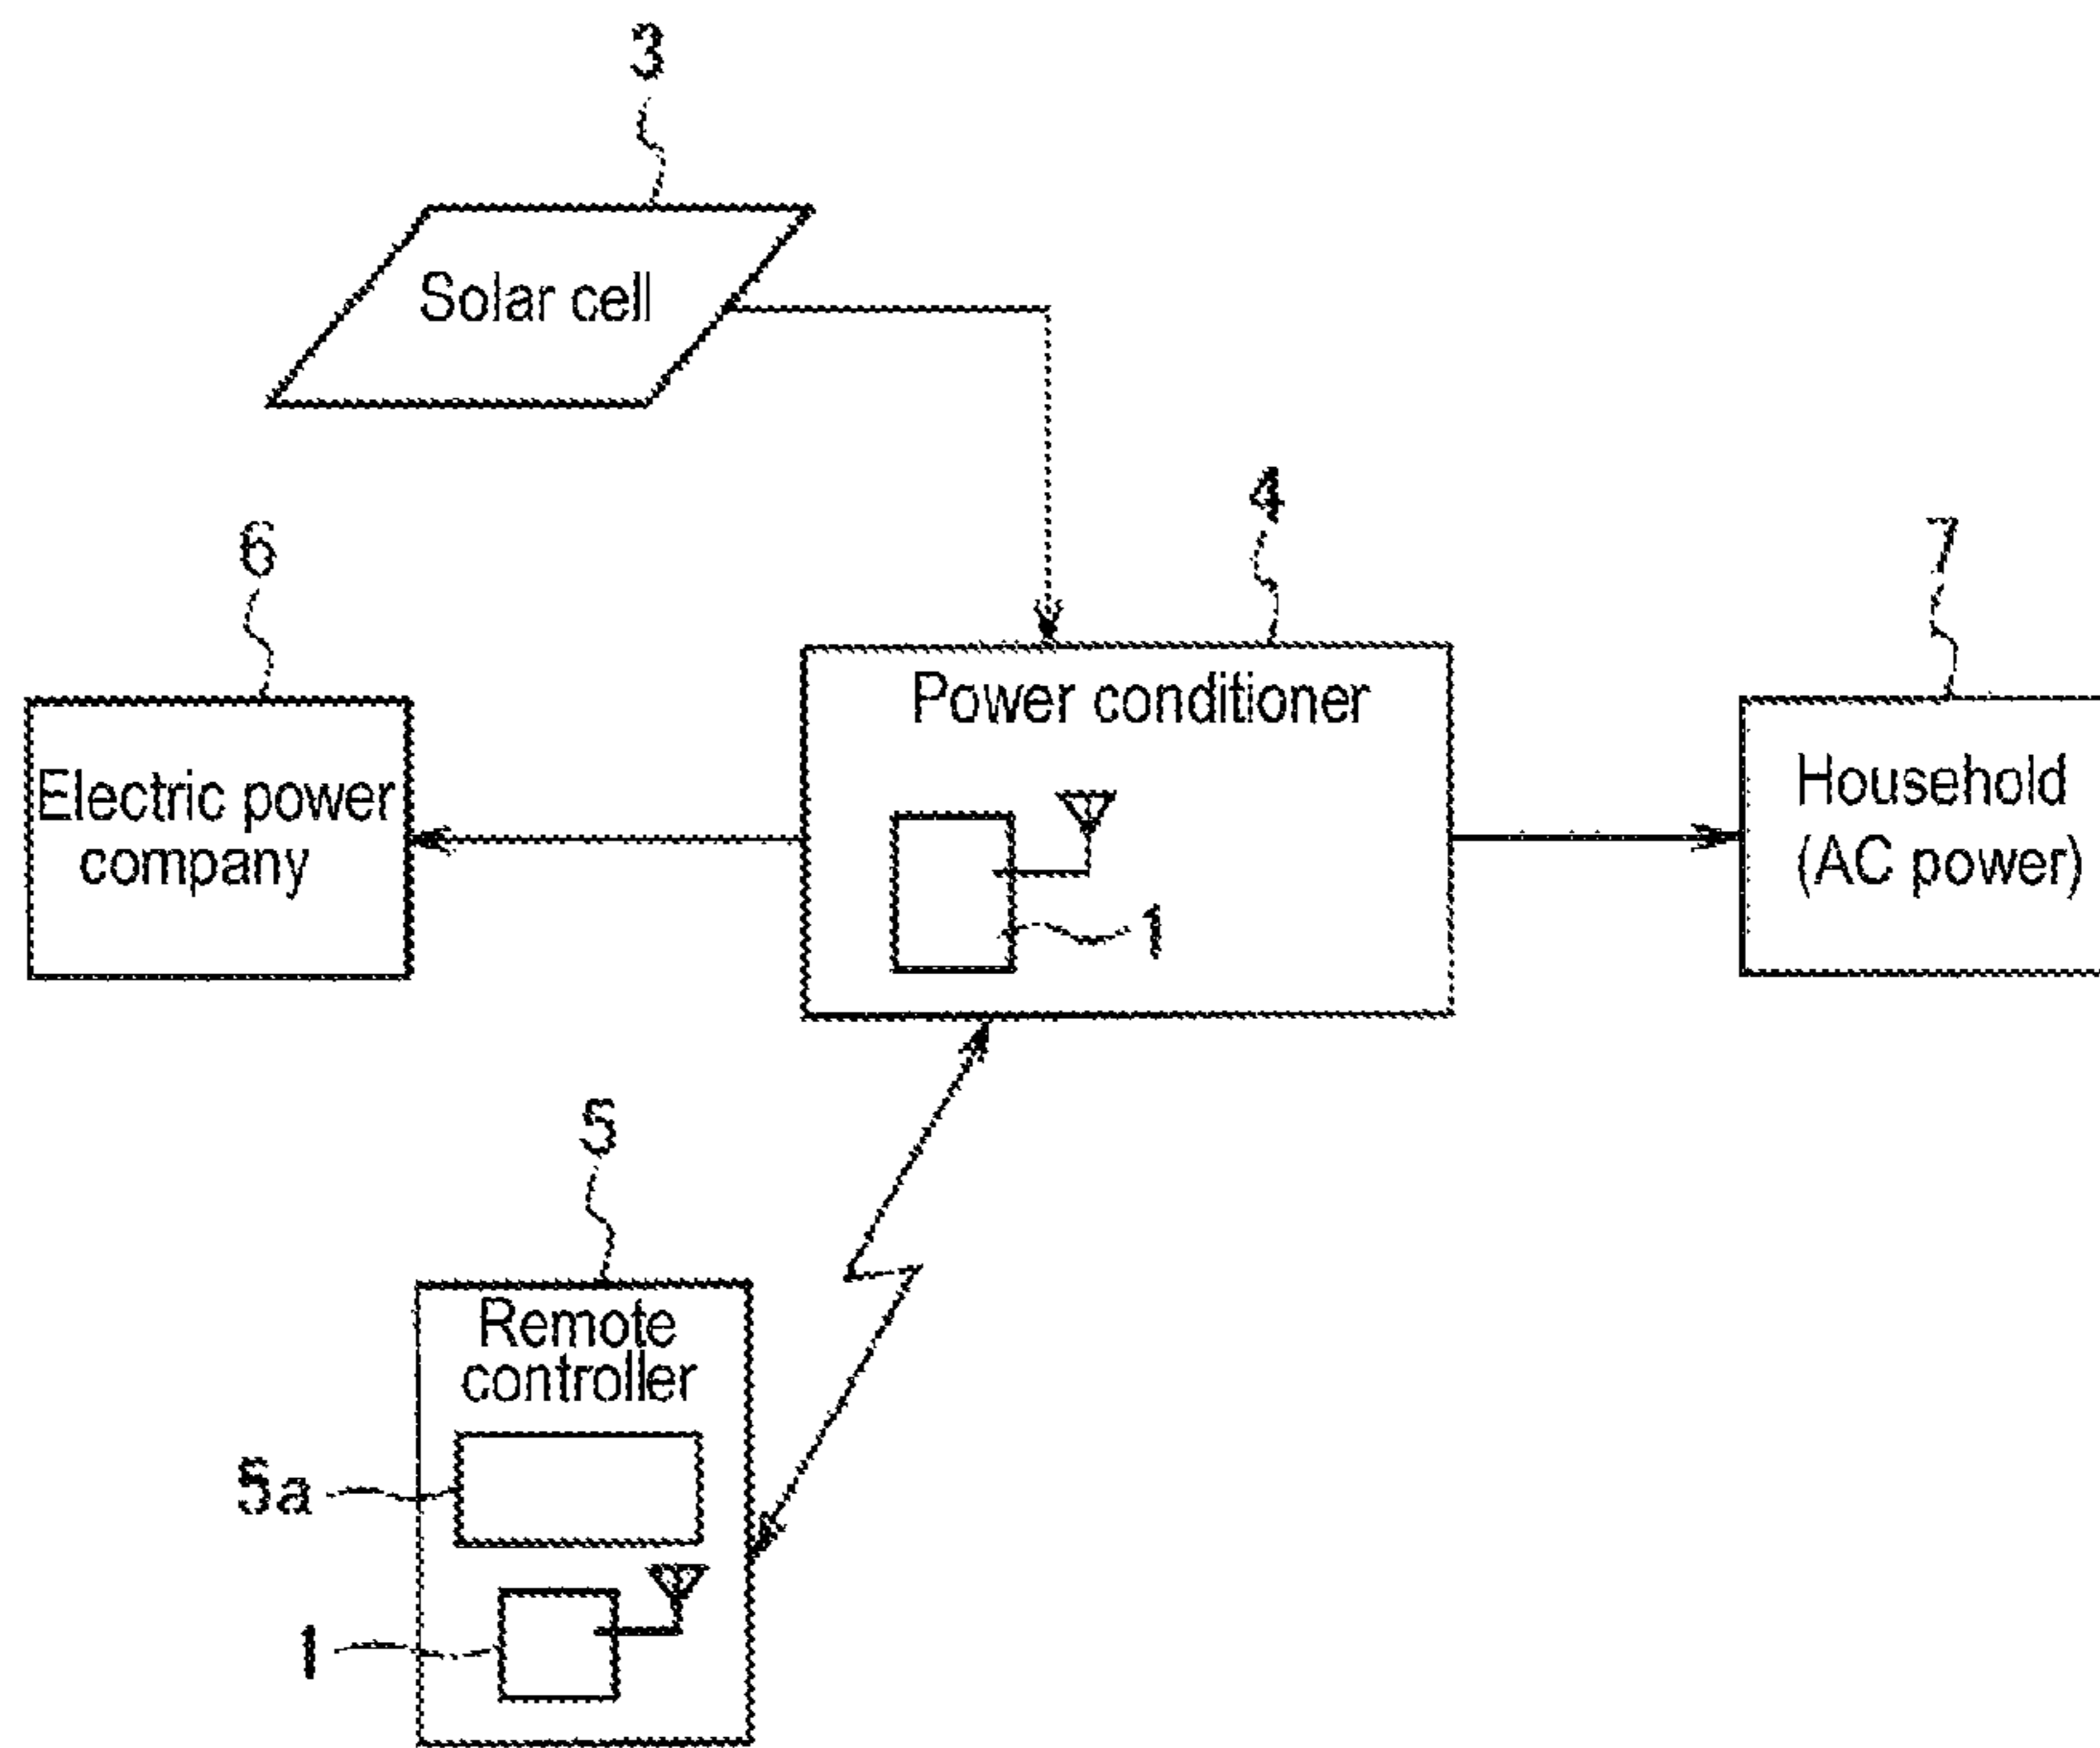 3
Solar cell
4
6
7
Power conditioner
Electric power
company
Household
(AC power)
1
5
Remote
controller
5a
1